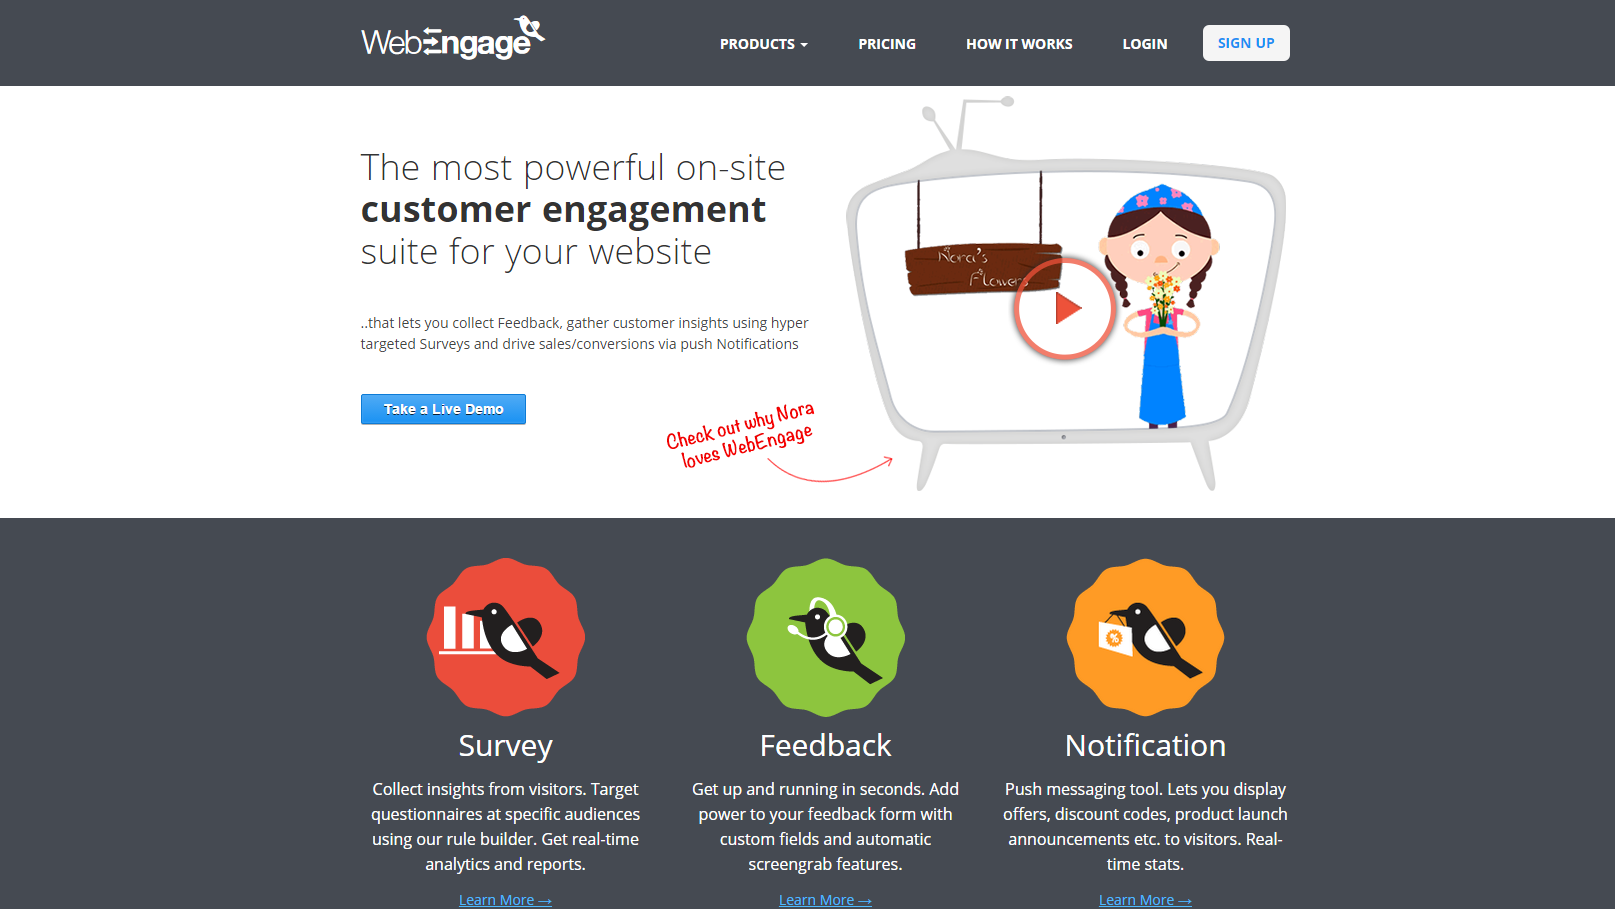 WebEngage
PRODUCTS
PRICING
HOW IT WORKS
LOGIN
SIGN UP
The most powerful on-site
customer engagement
suite for your website
..that lets you collect Feedback, gather customer insights using hyper
targeted Surveys and drive sales/conversions via push Notifications
Take a Live Demo
Nora's
Flowers
Check out why Nora
loves WebEngage
Survey
Collect insights from visitors. Target
questionnaires at specific audiences
using our rule builder. Get real-time
analytics and reports.
Learn More →
Feedback
Get up and running in seconds. Add
power to your feedback form with
custom fields and automatic
screengrab features.
Learn More →
%
Notification
Push messaging tool. Lets you display
offers, discount codes, product launch
announcements etc. to visitors. Real-
time stats.
Learn More →